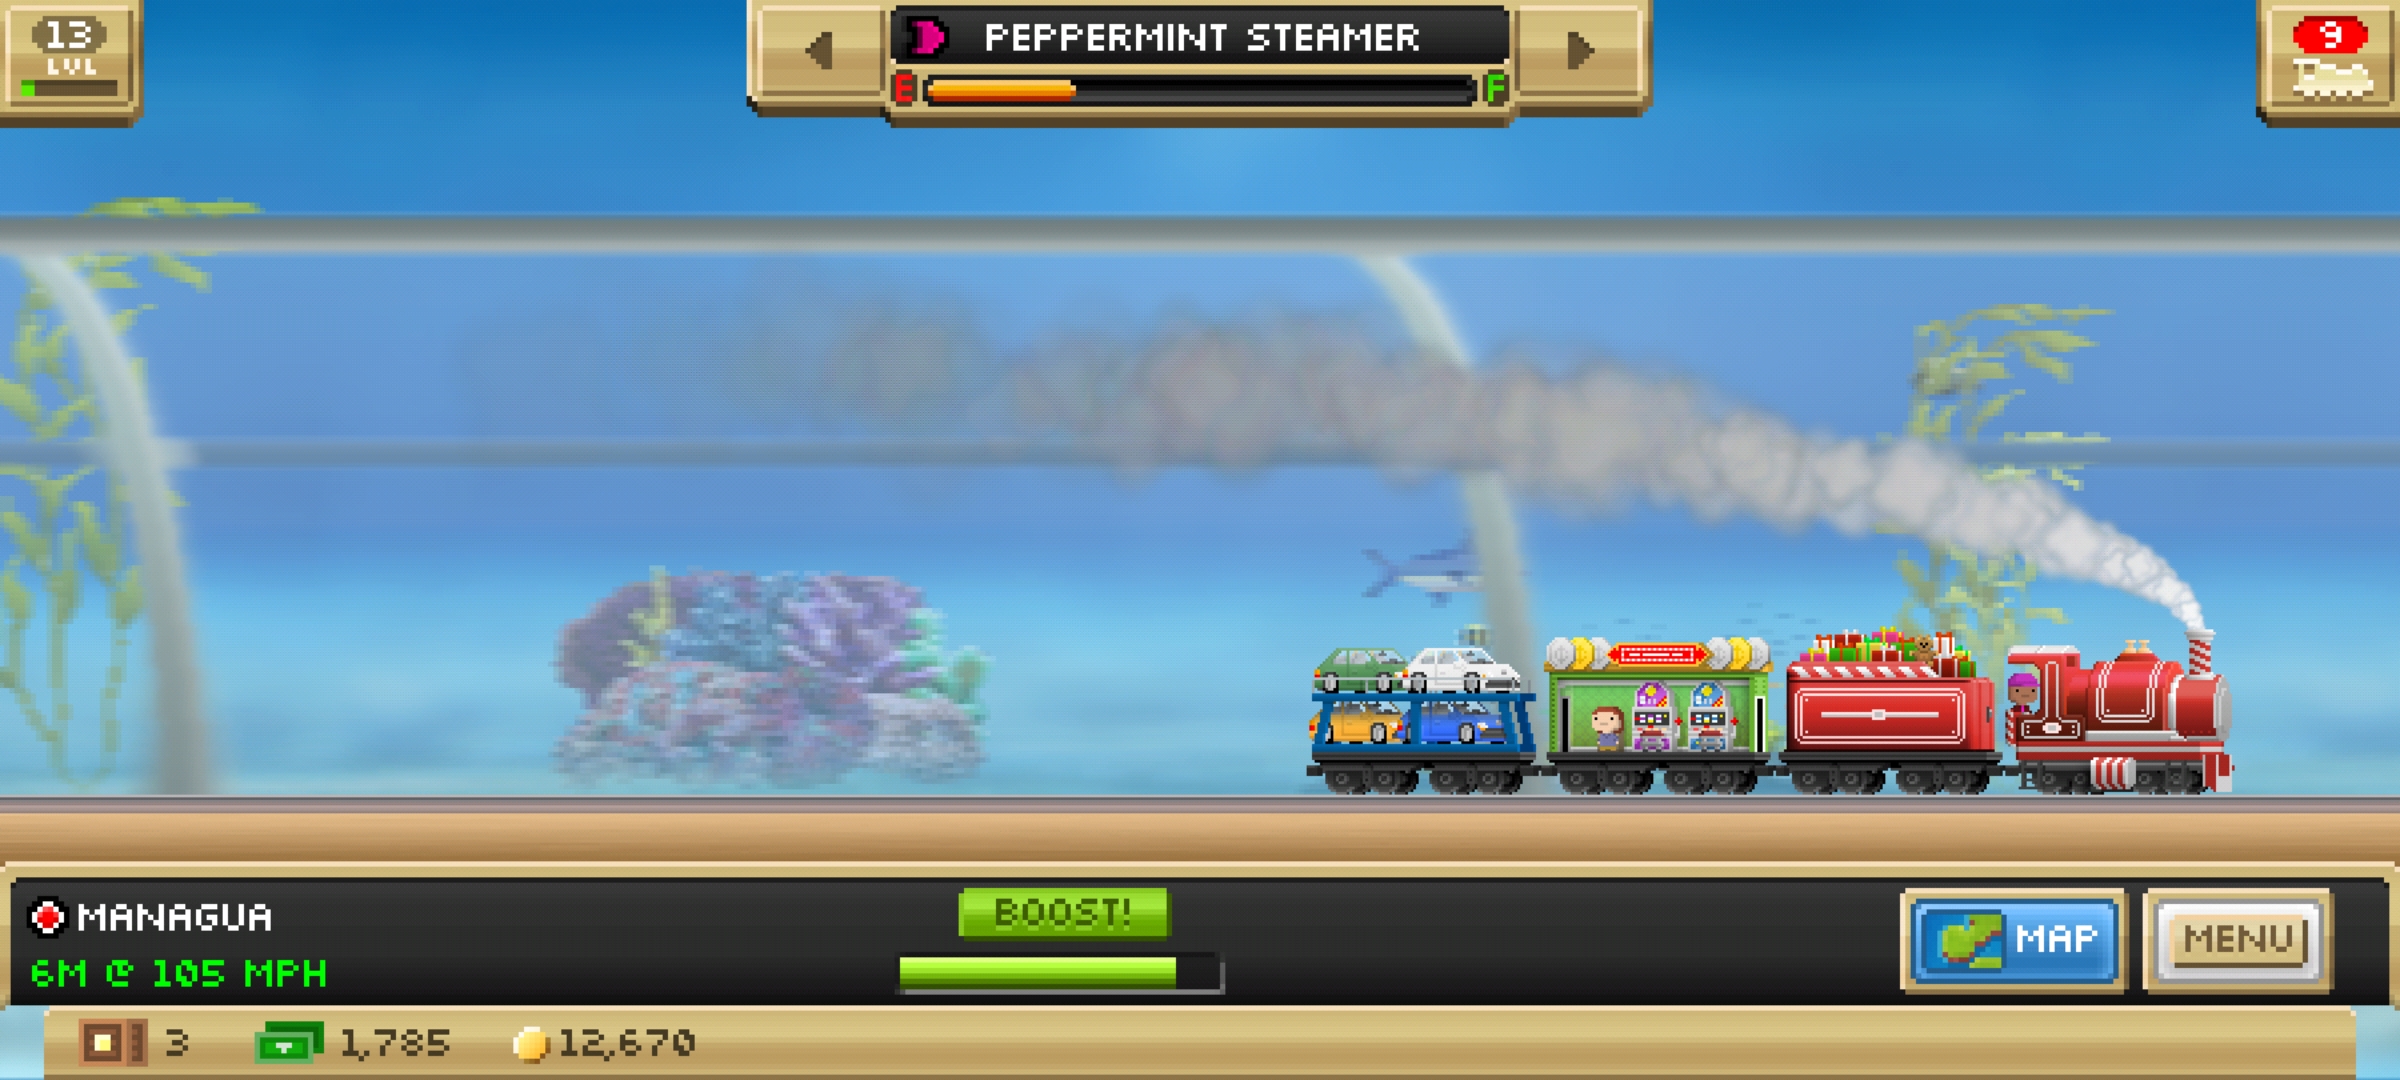 13
LVL
PEPPERMINT STEAMER
E F
9
MANAGUA
6M @ 105 MPH
BOOST!
MAP
MENU
3 1,785 12,670